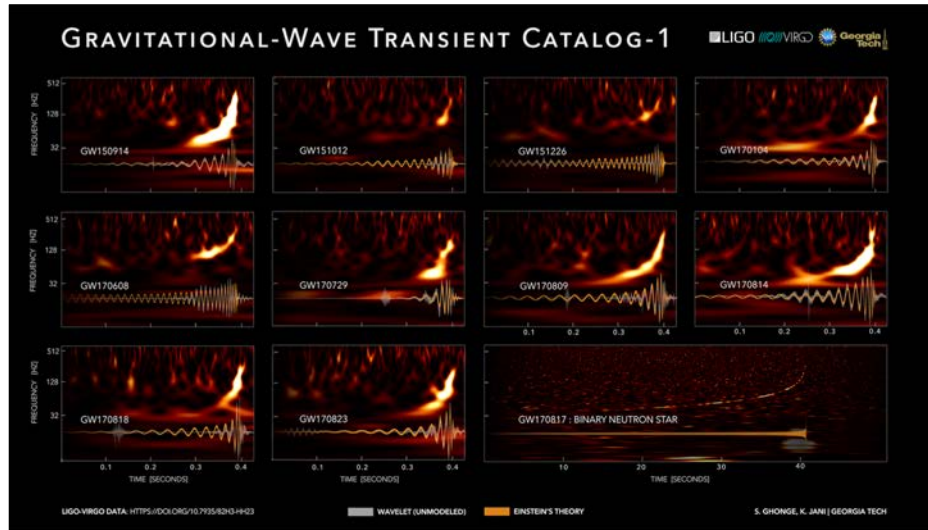 GRAVITATIONAL-WAVE TRANSIENT CATALOG-1
LIGO VIRGO Georgia Tech
FREQUENCY [HZ]
512
128
32
GW150914
GW151012
GW151226
GW170104
FREQUENCY [HZ]
512
128
32
GW170608
GW170729
GW170809
GW170814
0.1 0.2 0.3 0.4
0.1 0.2 0.3 0.4
FREQUENCY [HZ]
512
128
32
GW170818
GW170823
GW170817 : BINARY NEUTRON STAR
0.1 0.2 0.3 0.4
0.1 0.2 0.3 0.4
10 20 30 40
TIME [SECONDS]
TIME [SECONDS]
TIME [SECONDS]
LIGO-VIRGO DATA: HTTPS://DOI.ORG/10.7935/82H3-HH23
WAVELET (UNMODELED)
EINSTEIN'S THEORY
S. GHONGE, K. JANI | GEORGIA TECH